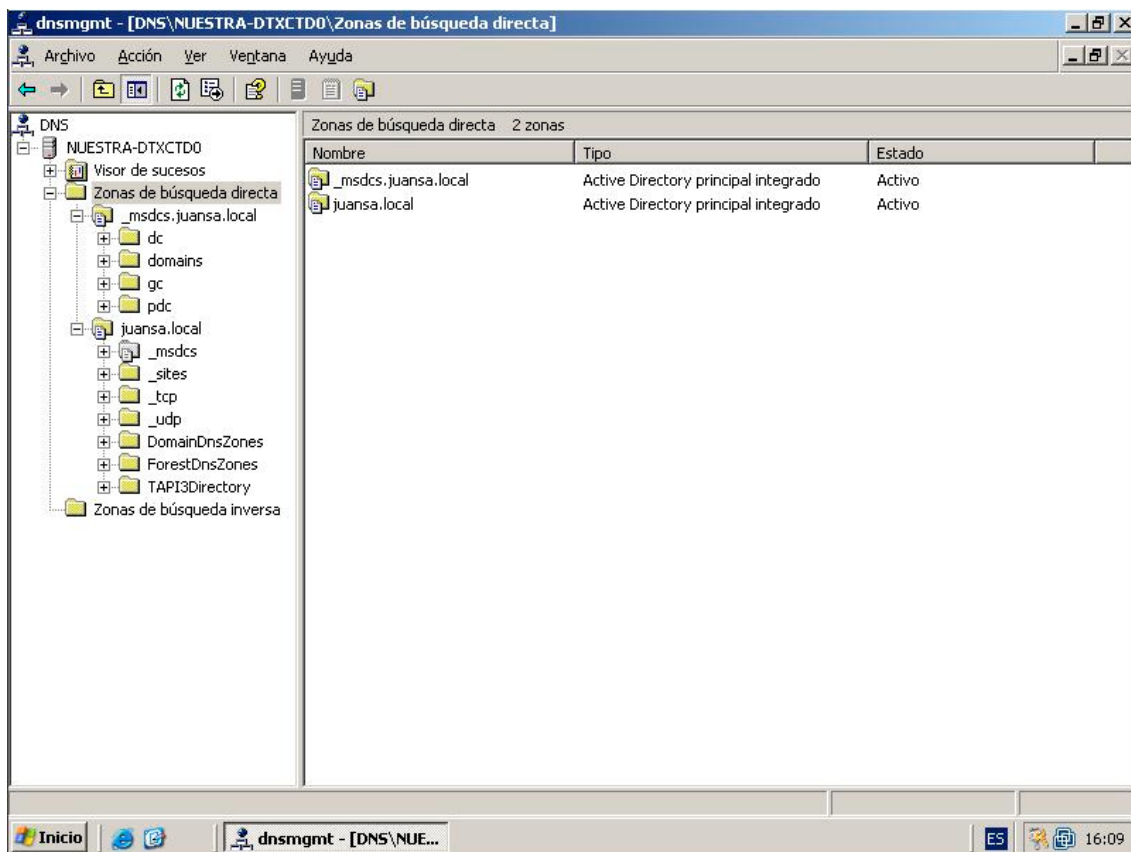 dnsmgmt - [DNS\NUESTRA-DTXCTD0\Zonas de búsqueda directa]
Archivo Acción Ver Ventana Ayuda
DNS
NUESTRA-DTXCTD0
Visor de sucesos
Zonas de búsqueda directa
_msdcs.juansa.local
dc
domains
gc
pdc
juansa.local
_msdcs
_sites
_tcp
_udp
DomainDnsZones
ForestDnsZones
TAPI3Directory
Zonas de búsqueda inversa
Zonas de búsqueda directa 2 zonas
Nombre Tipo Estado
_msdcs.juansa.local Active Directory principal integrado Activo
juansa.local Active Directory principal integrado Activo
Inicio dnsmgmt - [DNS\NUE... ES 16:09